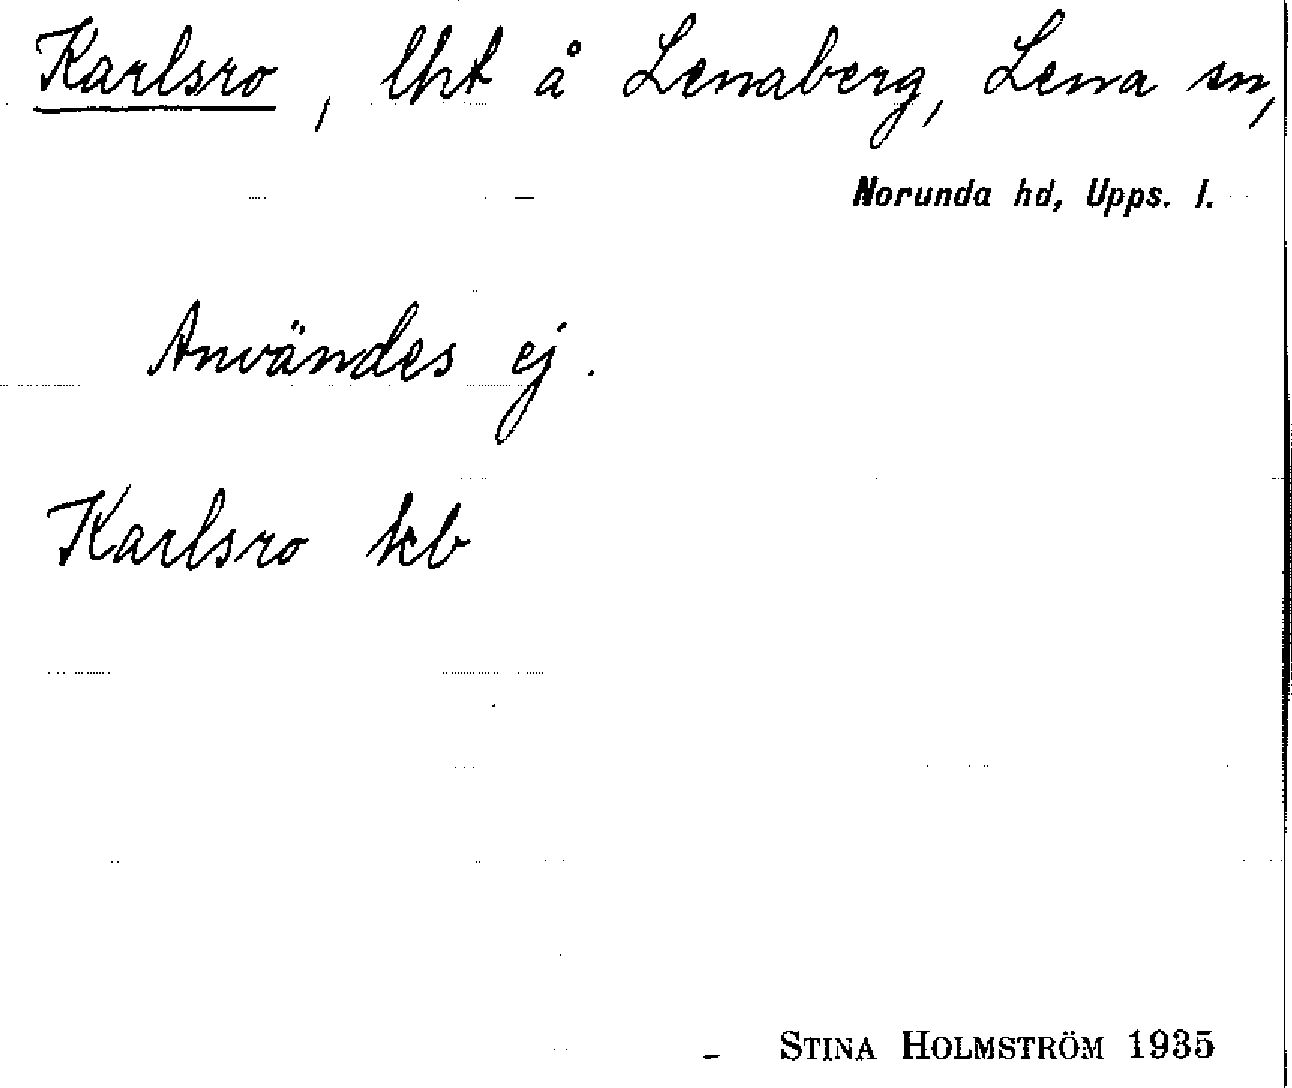 Karlsro, lht å Lenaberg, Lena sn,
Norunda hd, Upps. l.
Användes ej.
Karlsro kb
STINA HOLMSTRÖM 1935